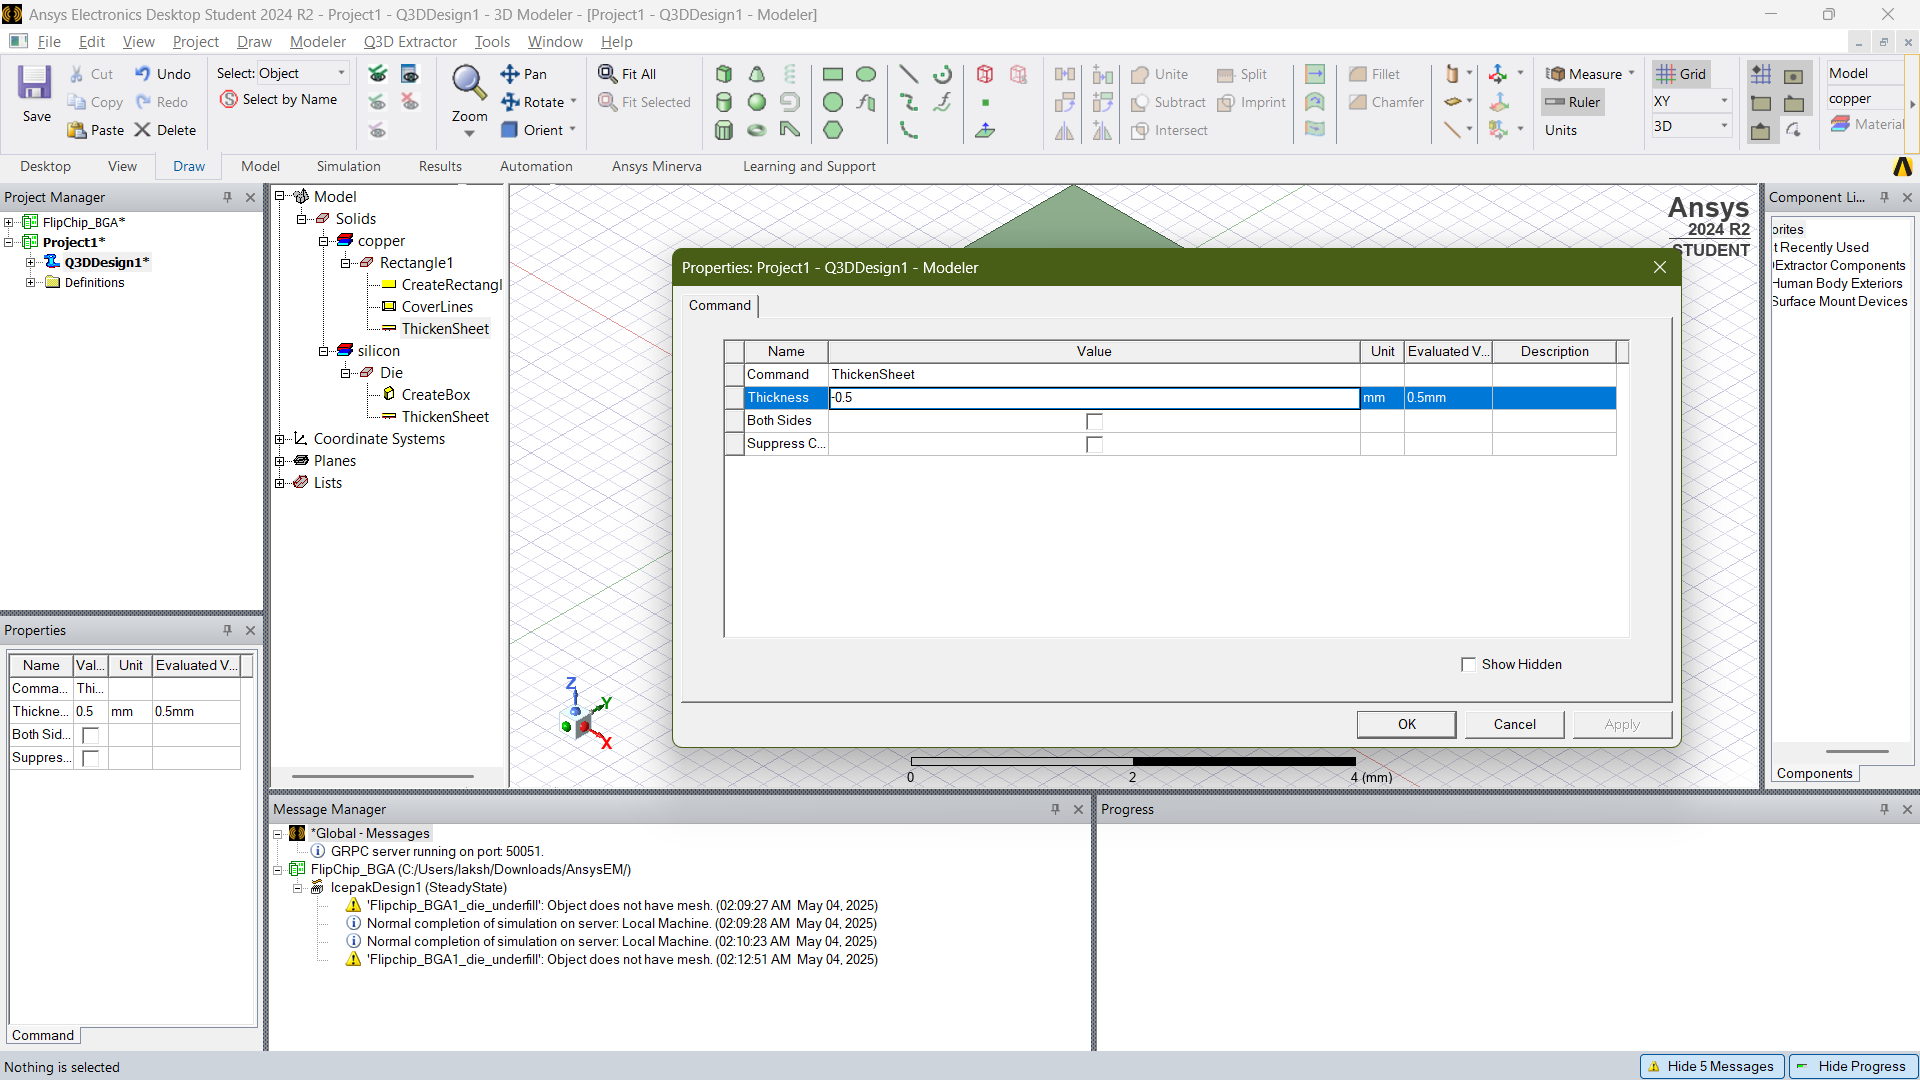 Ansys Electronics Desktop Student 2024 R2 - Project1 - Q3DDesign1 - 3D Modeler - [Project1 - Q3DDesign1 - Modeler]
File Edit View Project Draw Modeler Q3D Extractor Tools Window Help
Save
Cut
Copy
Paste
Undo
Redo
Delete
Select: Object
Select by Name
Zoom
Pan
Rotate
Orient
Fit All
Fit Selected
Unite
Subtract
Intersect
Split
Imprint
Fillet
Chamfer
Measure
Ruler
Units
Grid
XY
3D
Model
copper
Material
Desktop View Draw Model Simulation Results Automation Ansys Minerva Learning and Support
Project Manager
FlipChip_BGA*
Project1*
Q3DDesign1*
Definitions
Model
Solids
copper
Rectangle1
CreateRectangl
CoverLines
ThickenSheet
silicon
Die
CreateBox
ThickenSheet
Coordinate Systems
Planes
Lists
Ansys
2024 R2
STUDENT
Properties: Project1 - Q3DDesign1 - Modeler
Command
Name Value Unit Evaluated V... Description
Command ThickenSheet
Thickness -0.5 mm 0.5mm
Both Sides
Suppress C...
Show Hidden
OK Cancel Apply
Z
Y
X
0 2 4 (mm)
Component Li...
orites
t Recently Used
Extractor Components
Human Body Exteriors
Surface Mount Devices
Components
Properties
Name Val... Unit Evaluated V...
Comma... Thi...
Thickne... 0.5 mm 0.5mm
Both Sid...
Suppres...
Command
Message Manager
*Global - Messages
GRPC server running on port: 50051.
FlipChip_BGA (C:/Users/laksh/Downloads/AnsysEM/)
IcepakDesign1 (SteadyState)
'Flipchip_BGA1_die_underfill': Object does not have mesh. (02:09:27 AM May 04, 2025)
Normal completion of simulation on server: Local Machine. (02:09:28 AM May 04, 2025)
Normal completion of simulation on server: Local Machine. (02:10:23 AM May 04, 2025)
'Flipchip_BGA1_die_underfill': Object does not have mesh. (02:12:51 AM May 04, 2025)
Progress
Nothing is selected
Hide 5 Messages
Hide Progress